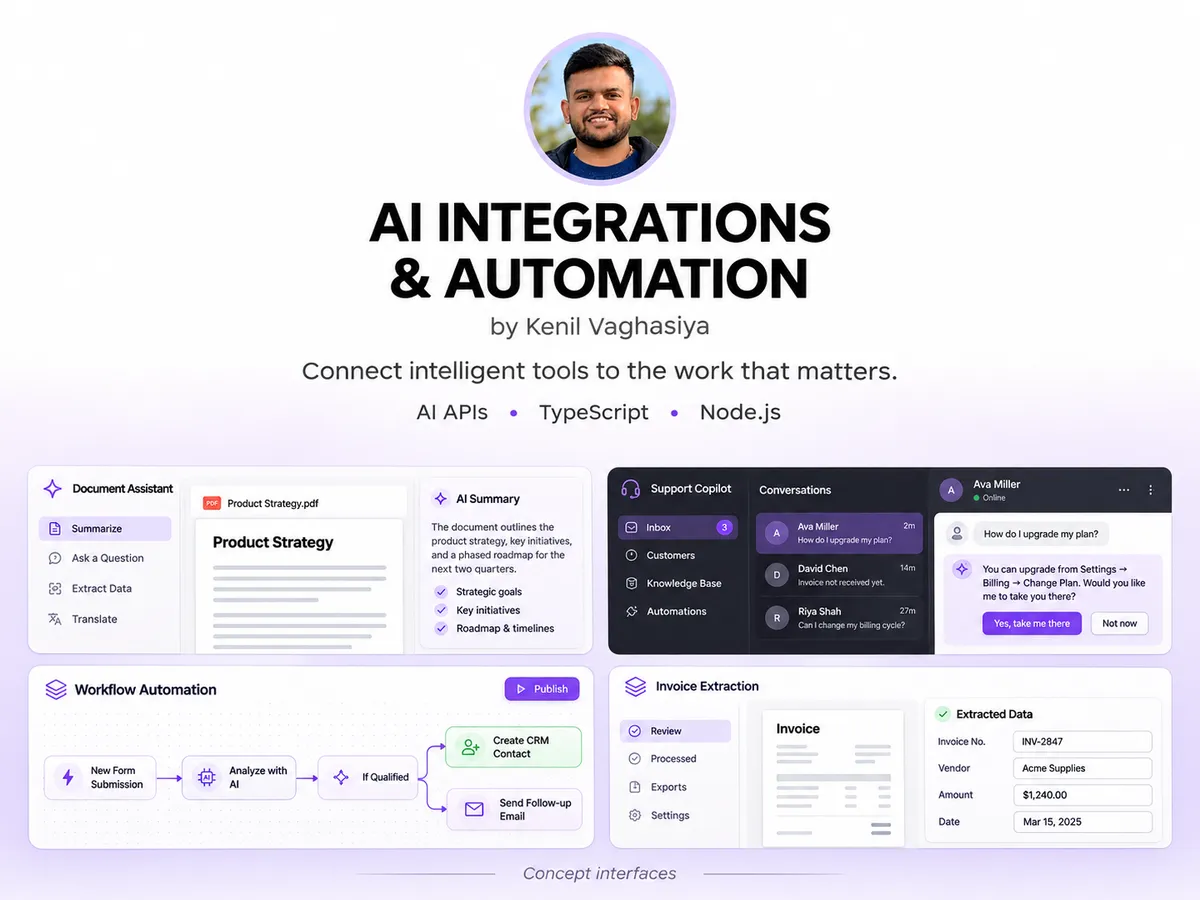 AI INTEGRATIONS
& AUTOMATION
by Kenil Vaghasiya
Connect intelligent tools to the work that matters.
AI APIs • TypeScript • Node.js
Document Assistant
Summarize
Ask a Question
Extract Data
Translate
PDF Product Strategy.pdf
Product Strategy
AI Summary
The document outlines the
product strategy, key initiatives,
and a phased roadmap for the
next two quarters.
Strategic goals
Key initiatives
Roadmap & timelines
Support Copilot
Inbox 3
Customers
Knowledge Base
Automations
Conversations
A Ava Miller 2m
How do I upgrade my plan?
D David Chen 14m
Invoice not received yet.
R Riya Shah 27m
Can I change my billing cycle?
A Ava Miller
Online
How do I upgrade my plan?
You can upgrade from Settings →
Billing → Change Plan. Would you like
me to take you there?
Yes, take me there Not now
Workflow Automation
Publish
New Form
Submission
Analyze with
AI
AI
If Qualified
Create CRM
Contact
Send Follow-up
Email
Invoice Extraction
Review
Processed
Exports
Settings
Invoice
Extracted Data
Invoice No. INV-2847
Vendor Acme Supplies
Amount $1,240.00
Date Mar 15, 2025
Concept interfaces